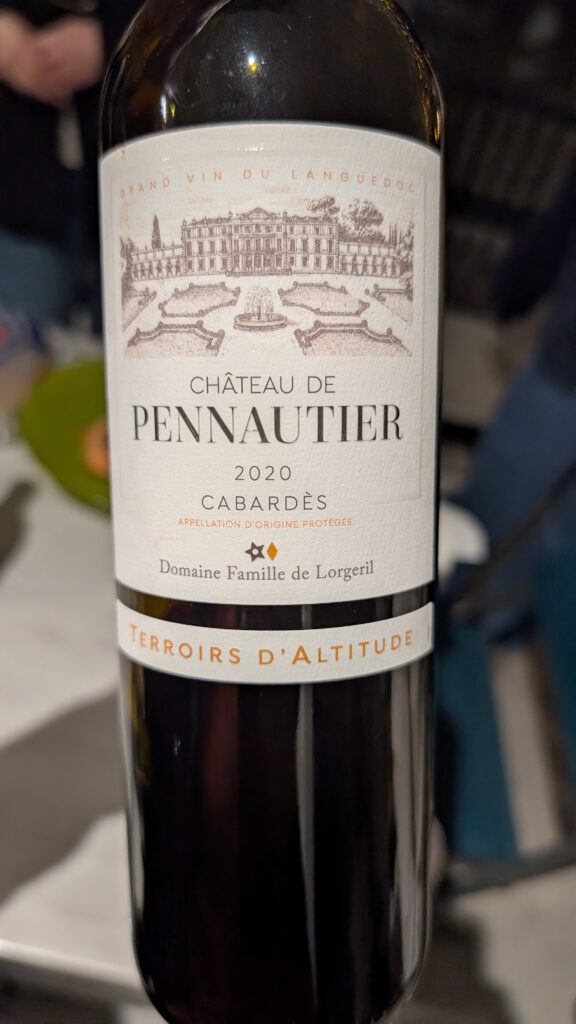 GRAND VIN DU LANGUEDOC
CHÂTEAU DE
PENNAUTIER
2020
CABARDÈS
APPELLATION D'ORIGINE PROTÉGÉE
Domaine Famille de Lorgeril
TERROIRS D'ALTITUDE